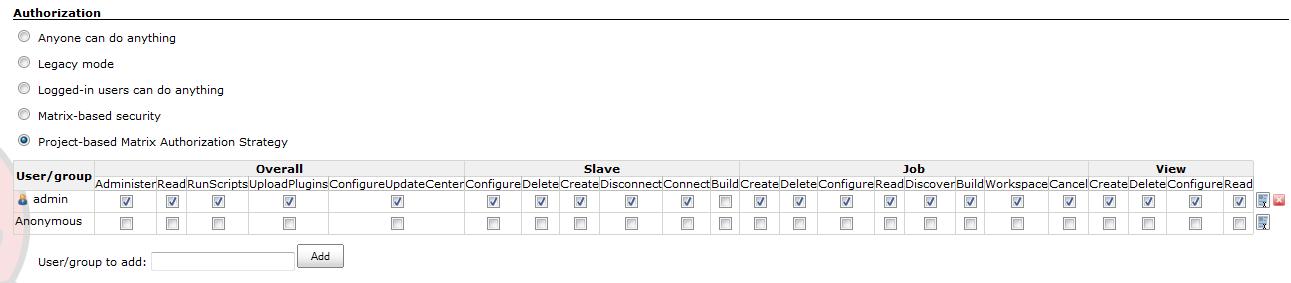 Authorization
Anyone can do anything
Legacy mode
Logged-in users can do anything
Matrix-based security
Project-based Matrix Authorization Strategy
User/group Overall Slave Job View
Administer Read RunScripts UploadPlugins ConfigureUpdateCenter Configure Delete Create Disconnect Connect Build Create Delete Configure Read Discover Build Workspace Cancel Create Delete Configure Read
admin
Anonymous
User/group to add: Add